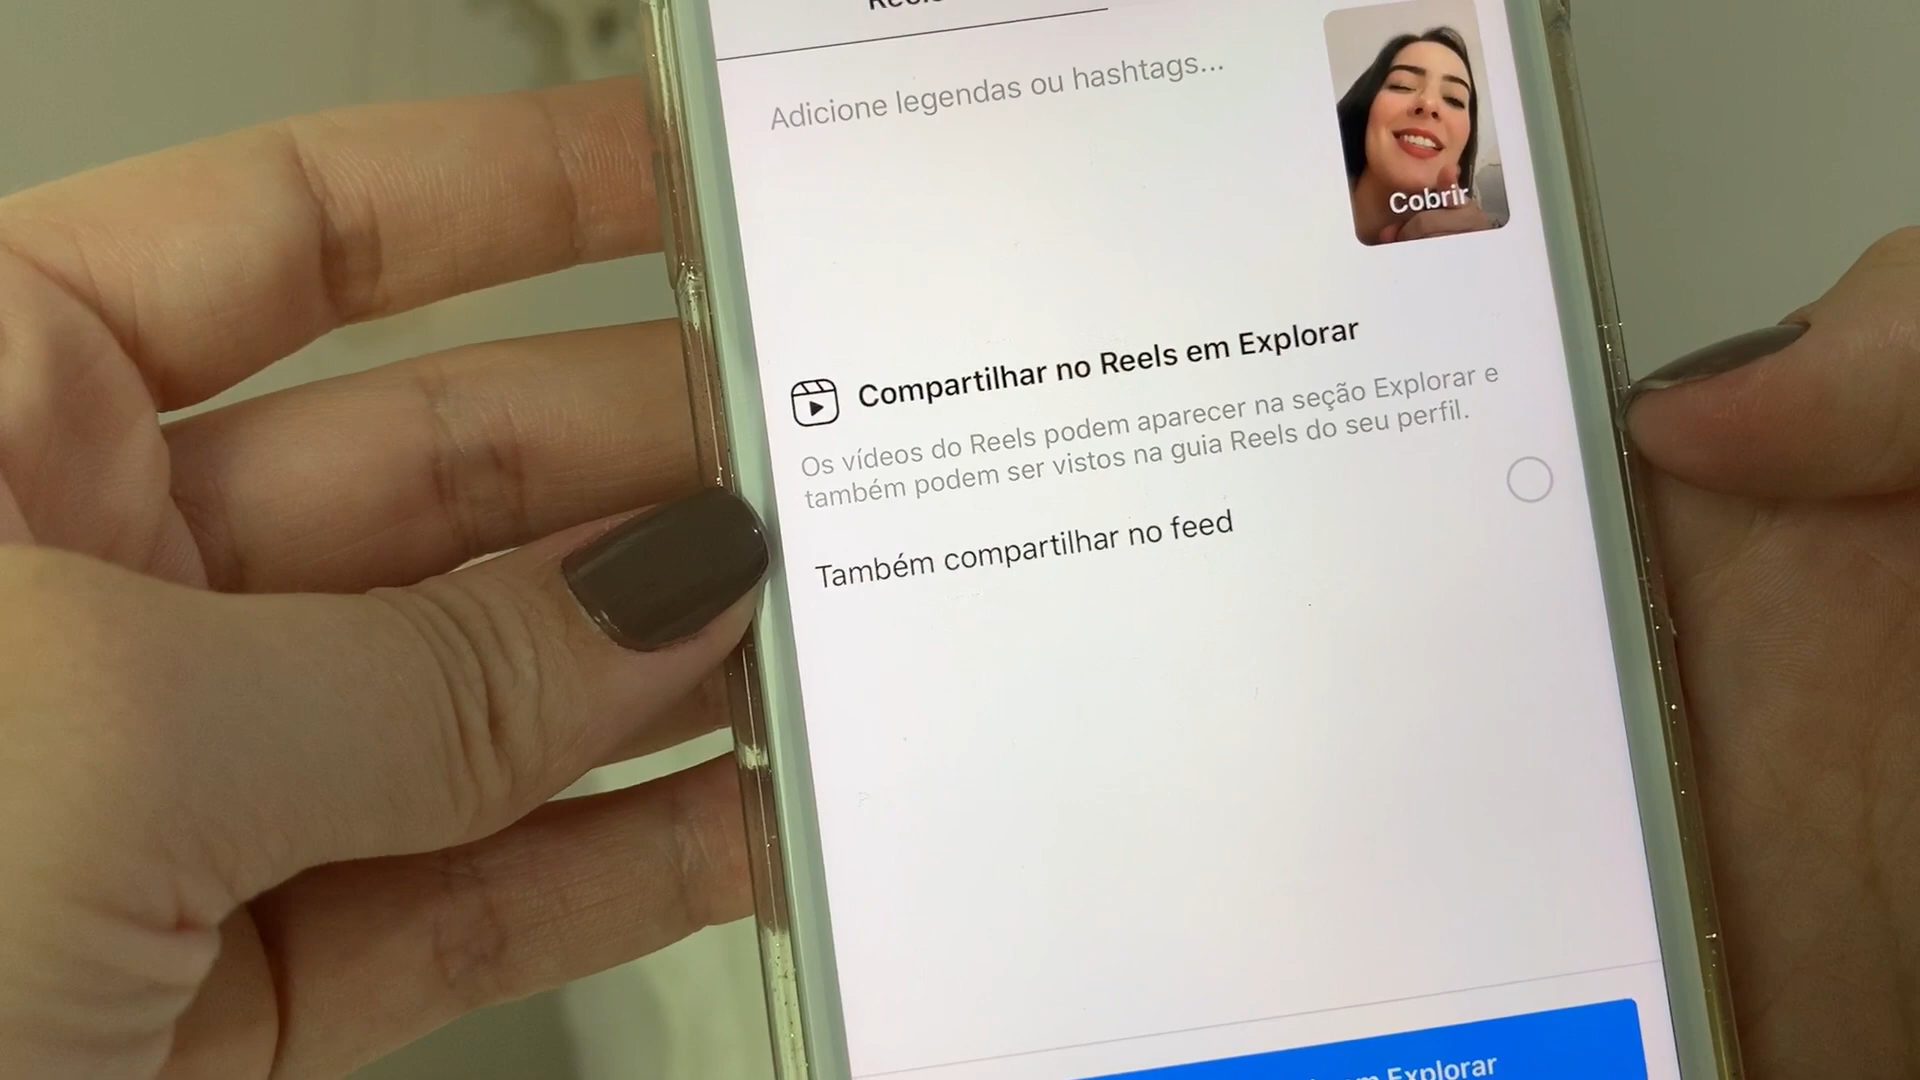 Reels
Adicione legendas ou hashtags...
Cobrir
Compartilhar no Reels em Explorar
Os vídeos do Reels podem aparecer na seção Explorar e
também podem ser vistos na guia Reels do seu perfil.
Também compartilhar no feed
em Explorar